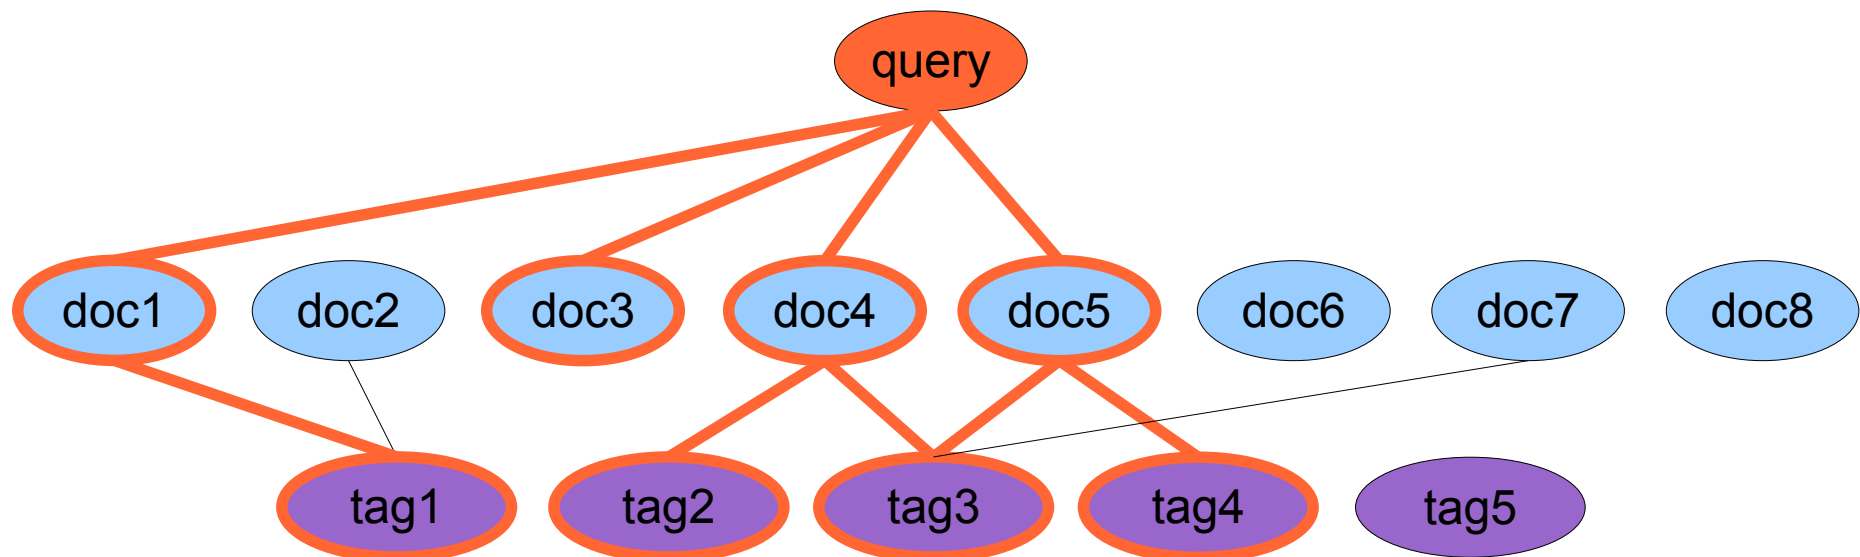 query
doc1 doc2 doc3 doc4 doc5 doc6 doc7 doc8
tag1 tag2 tag3 tag4 tag5